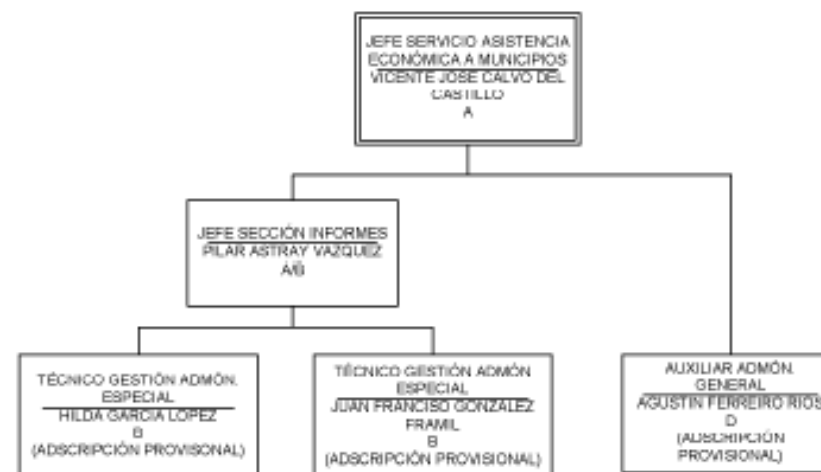 JEFE SERVICIO ASISTENCIA
ECONÓMICA A MUNICIPIOS
VICENTE JOSE CALVO DEL
CASTILLO
A
JEFE SECCIÓN INFORMES
PILAR ASTRAY VAZQUEZ
A/B
TÉCNICO GESTIÓN ADMÓN.
ESPECIAL
HILDA GARCIA LOPEZ
B
(ADSCRIPCIÓN PROVISONAL)
TÉCNICO GESTIÓN ADMÓN
ESPECIAL
JUAN FRANCISO GONZALEZ
FRAMIL
B
(ADSCRIPCIÓN PROVISIONAL)
AUXILIAR ADMÓN.
GENERAL
AGUSTIN FERREIRO RIOS
D
(ADSCRIPCIÓN
PROVISIONAL)